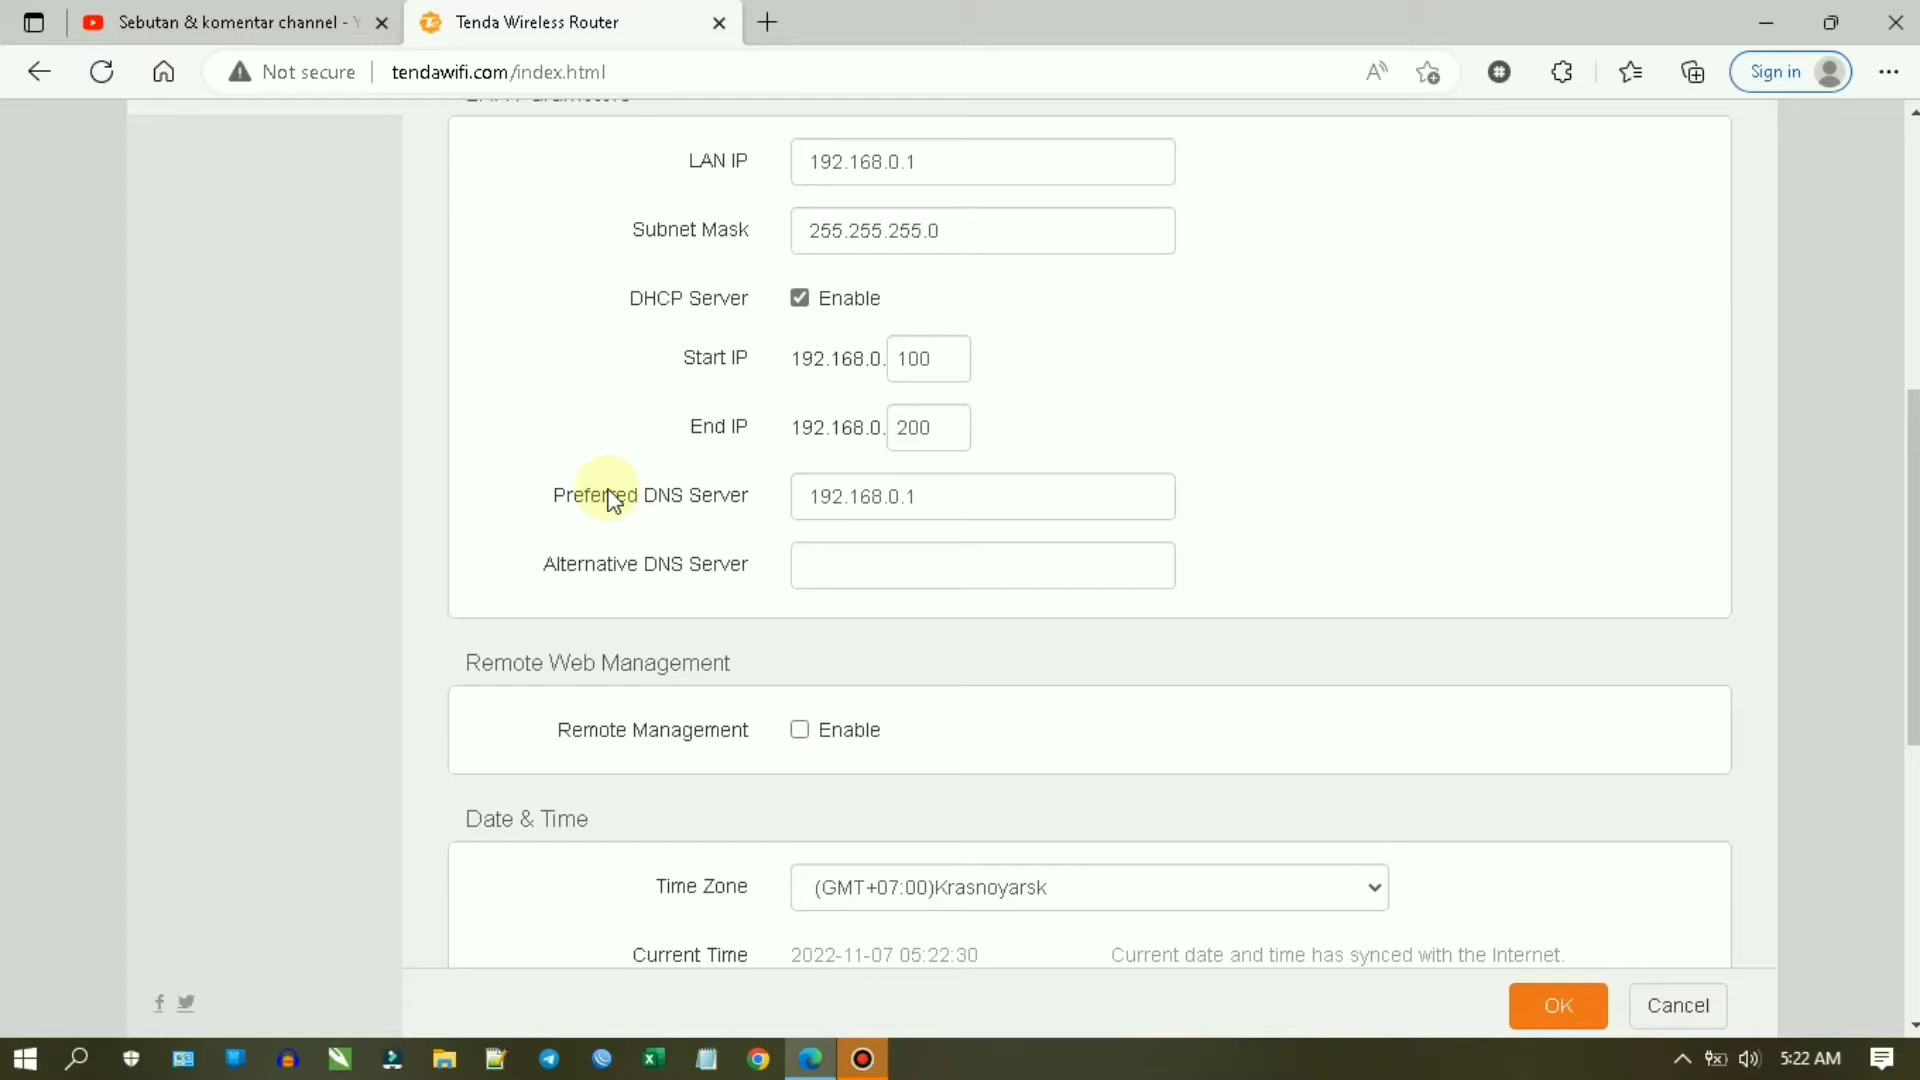 Sebutan & komentar channel - Y
Tenda Wireless Router
Not secure
tendawifi.com/index.html
Sign in
LAN Parameters
LAN IP 192.168.0.1
Subnet Mask 255.255.255.0
DHCP Server Enable
Start IP 192.168.0. 100
End IP 192.168.0. 200
Preferred DNS Server 192.168.0.1
Alternative DNS Server
Remote Web Management
Remote Management Enable
Date & Time
Time Zone (GMT+07:00)Krasnoyarsk
Current Time 2022-11-07 05:22:30 Current date and time has synced with the Internet.
OK Cancel
5:22 AM